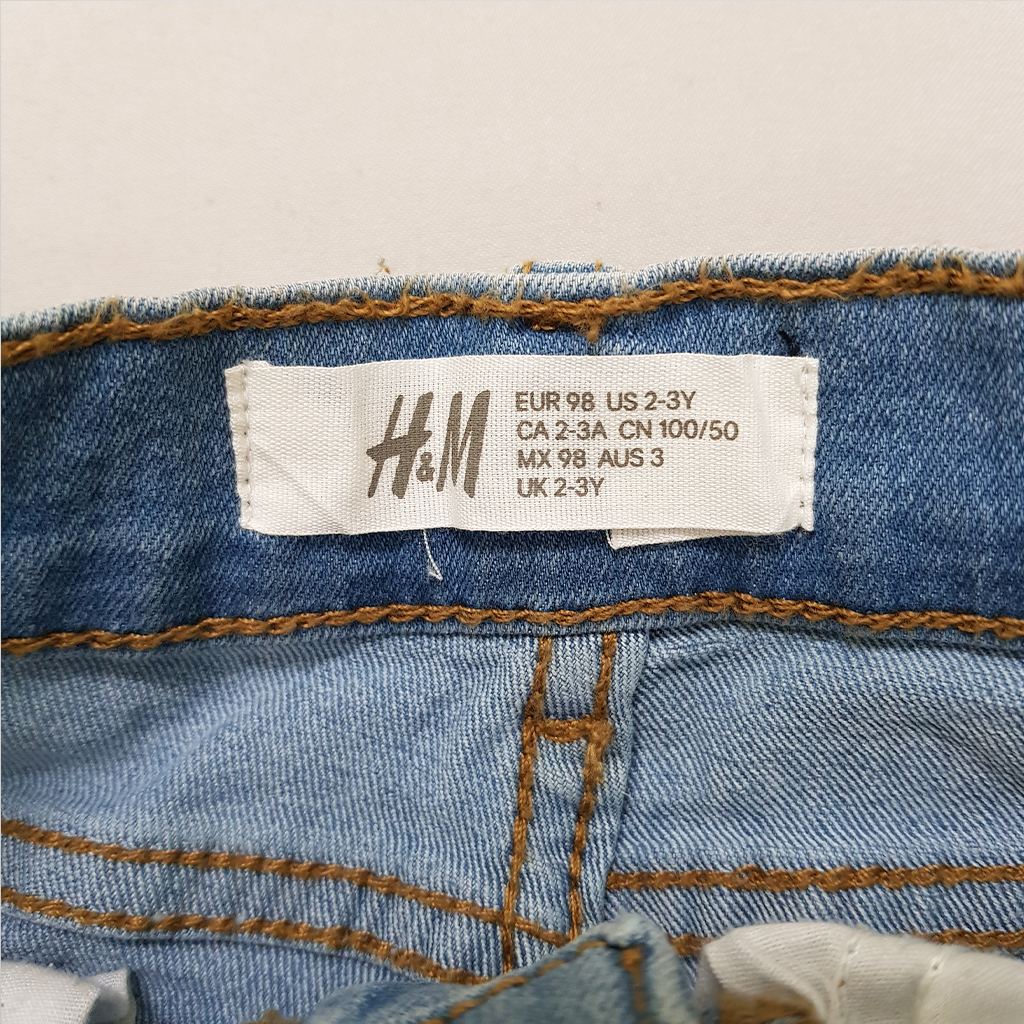 H&M
EUR 98 US 2-3Y
CA 2-3A CN 100/50
MX 98 AUS 3
UK 2-3Y